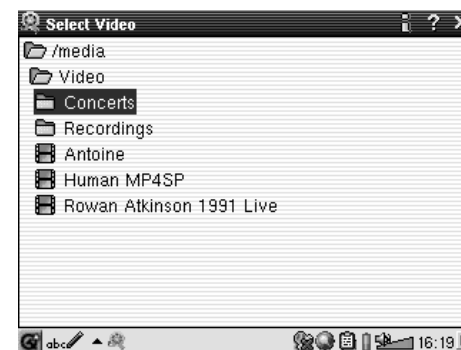 Select Video ? X
/media
Video
Concerts
Recordings
Antoine
Human MP4SP
Rowan Atkinson 1991 Live
abc 16:19